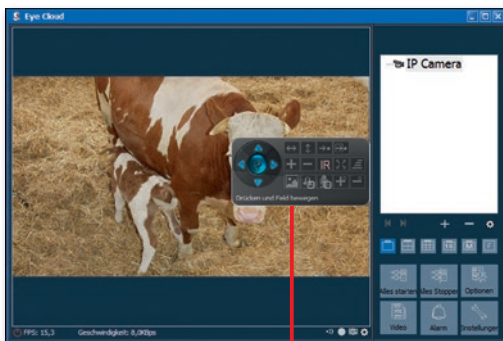 Eye Cloud
IP Camera
IR
Drücken und Feld bewegen
Alles starten
Alles Stoppen
Optionen
Video
Alarm
Einstellungen
FPS: 15,3
Geschwindigkeit: 8,0KBps